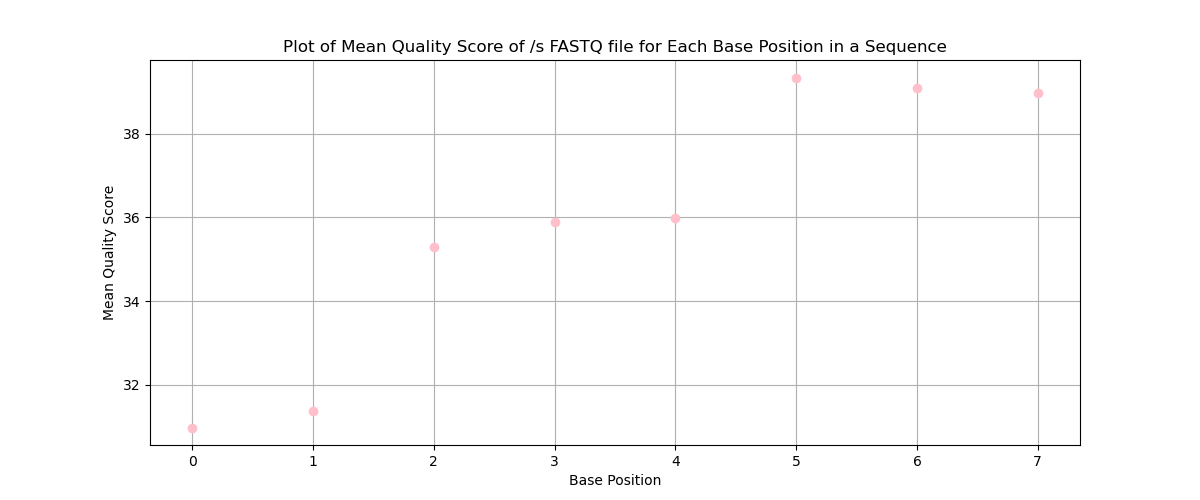 Plot of Mean Quality Score of /s FASTQ file for Each Base Position in a Sequence
Mean Quality Score
38
36
34
32
0 1 2 3 4 5 6 7
Base Position